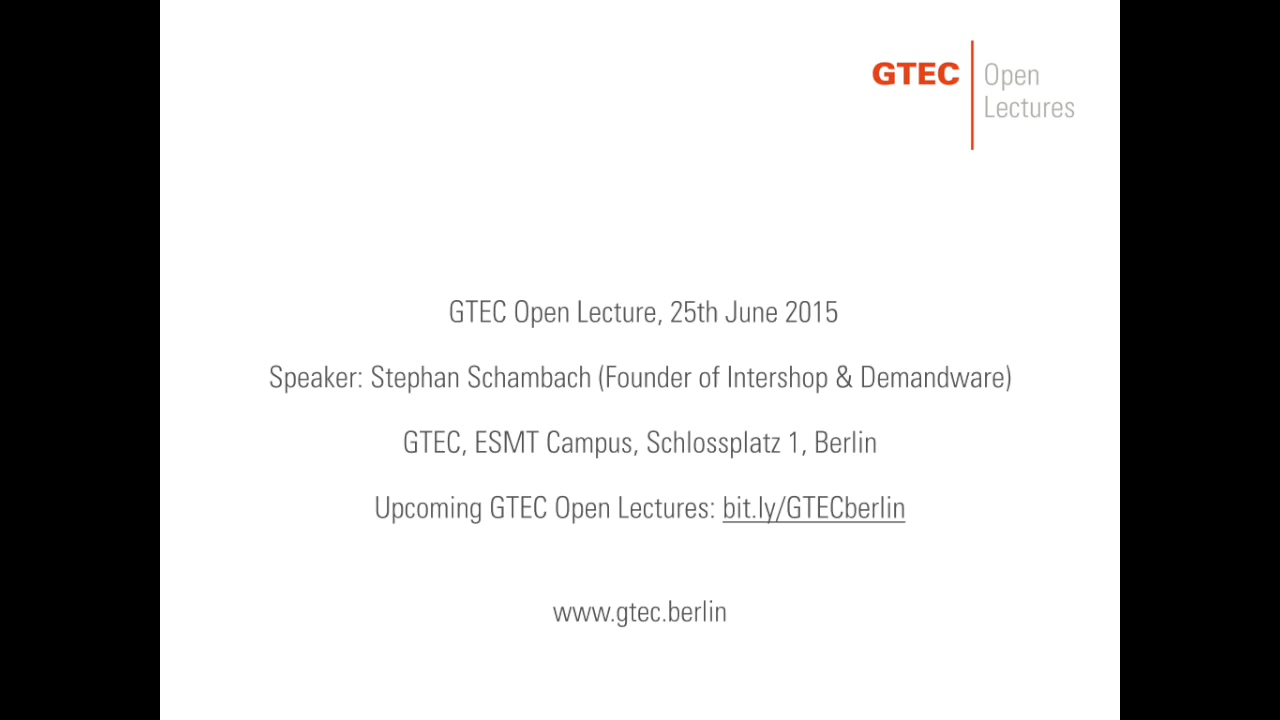 GTEC
Open
Lectures
GTEC Open Lecture, 25th June 2015
Speaker: Stephan Schambach (Founder of Intershop & Demandware)
GTEC, ESMT Campus, Schlossplatz 1, Berlin
Upcoming GTEC Open Lectures: bit.ly/GTECberlin
www.gtec.berlin